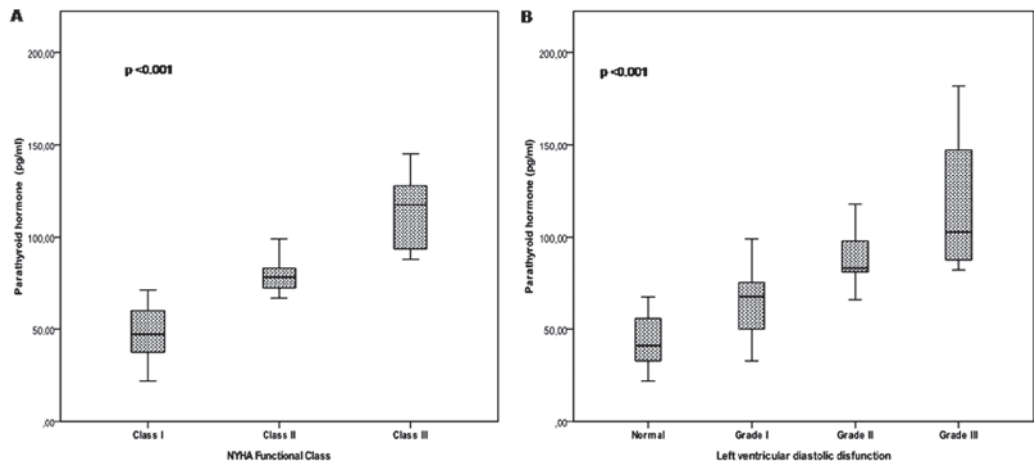 A
p <0.001
Parathyroid hormone (pg/ml)
200,00
150,00
100,00
50,00
,00
Class I
Class II
Class III
NYHA Functional Class
B
p <0.001
Parathyroid hormone (pg/ml)
200,00
150,00
100,00
50,00
,00
Normal
Grade I
Grade II
Grade III
Left ventricular diastolic disfunction